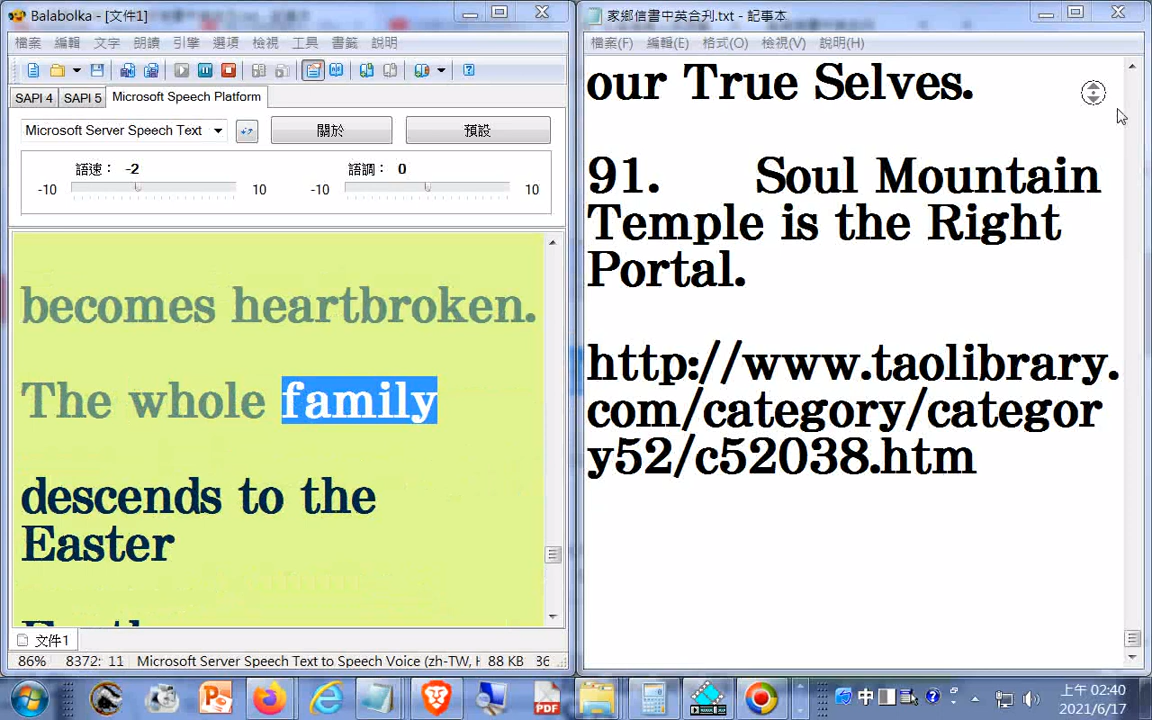 Balabolka - [文件1]
檔案 編輯 文字 朗讀 引擎 選項 檢視 工具 書籤 説明
SAPI 4 SAPI 5 Microsoft Speech Platform
Microsoft Server Speech Text 關於 預設
語速： -2 語調： 0
-10 10 -10 10
becomes heartbroken.
The whole family
descends to the
Easter
文件1
86% 8372: 11 Microsoft Server Speech Text to Speech Voice (zh-TW, H 88 KB 36
家鄉信書中英合刋.txt - 記事本
檔案(F) 編輯(E) 格式(O) 檢視(V) 說明(H)
our True Selves.
91. Soul Mountain
Temple is the Right
Portal.
http://www.taolibrary.
com/category/categor
y52/c52038.htm
PDF
中
上午 02:40
2021/6/17